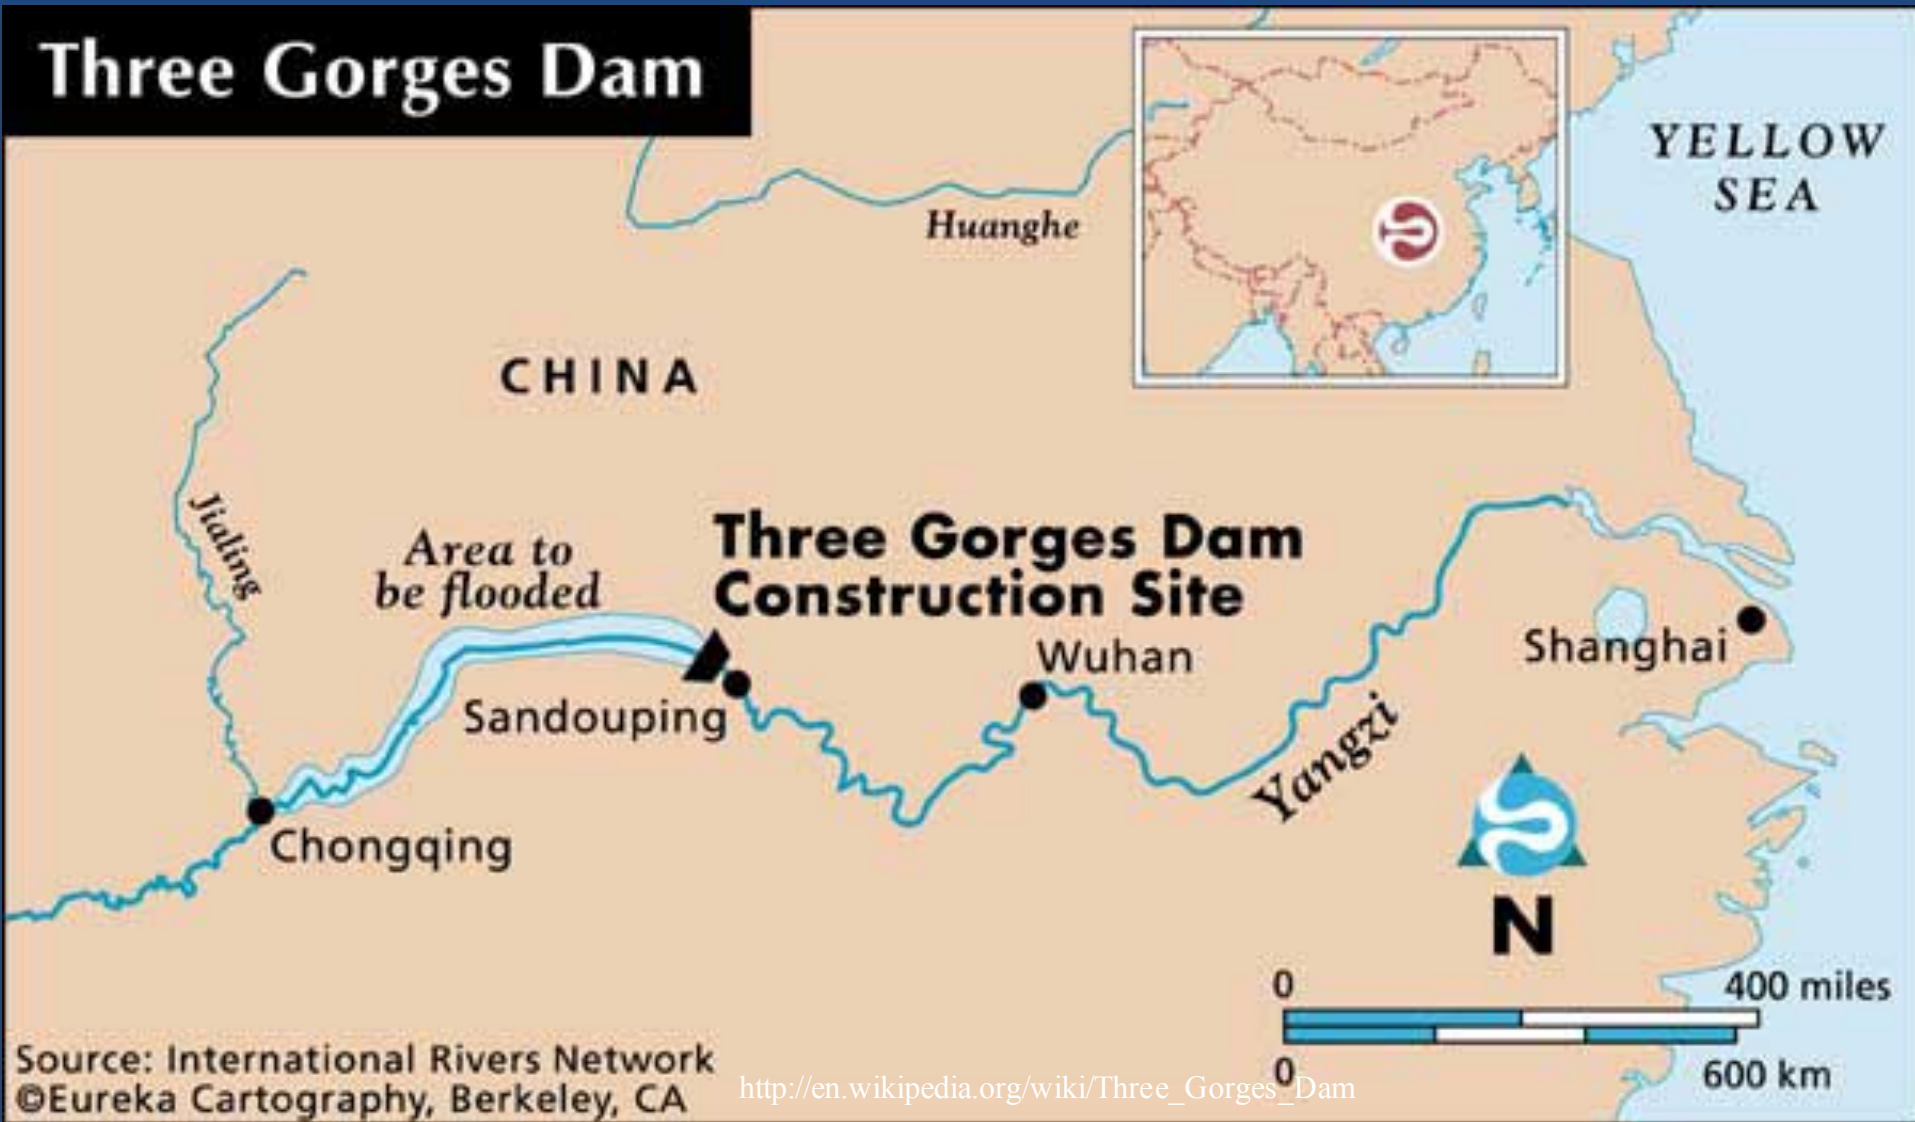 Three Gorges Dam
YELLOW
SEA
Huanghe
CHINA
Jialing
Area to
be flooded
Three Gorges Dam
Construction Site
Wuhan
Shanghai
Sandouping
Yangzi
Chongqing
N
0
400 miles
0
600 km
Source: International Rivers Network
©Eureka Cartography, Berkeley, CA
http://en.wikipedia.org/wiki/Three_Gorges_Dam